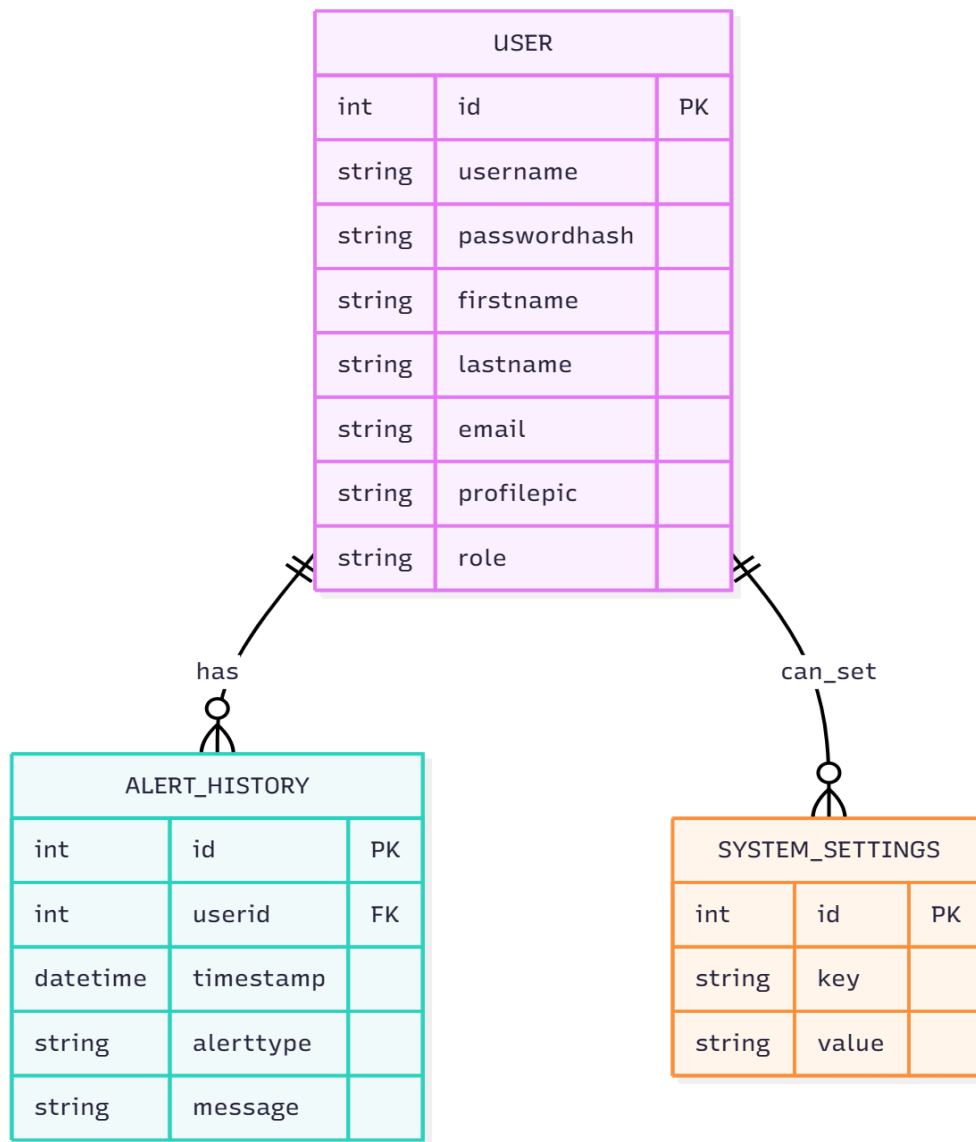 USER
int id PK
string username
string passwordhash
string firstname
string lastname
string email
string profilepic
string role
has
can_set
ALERT_HISTORY
int id PK
int userid FK
datetime timestamp
string alerttype
string message
SYSTEM_SETTINGS
int id PK
string key
string value